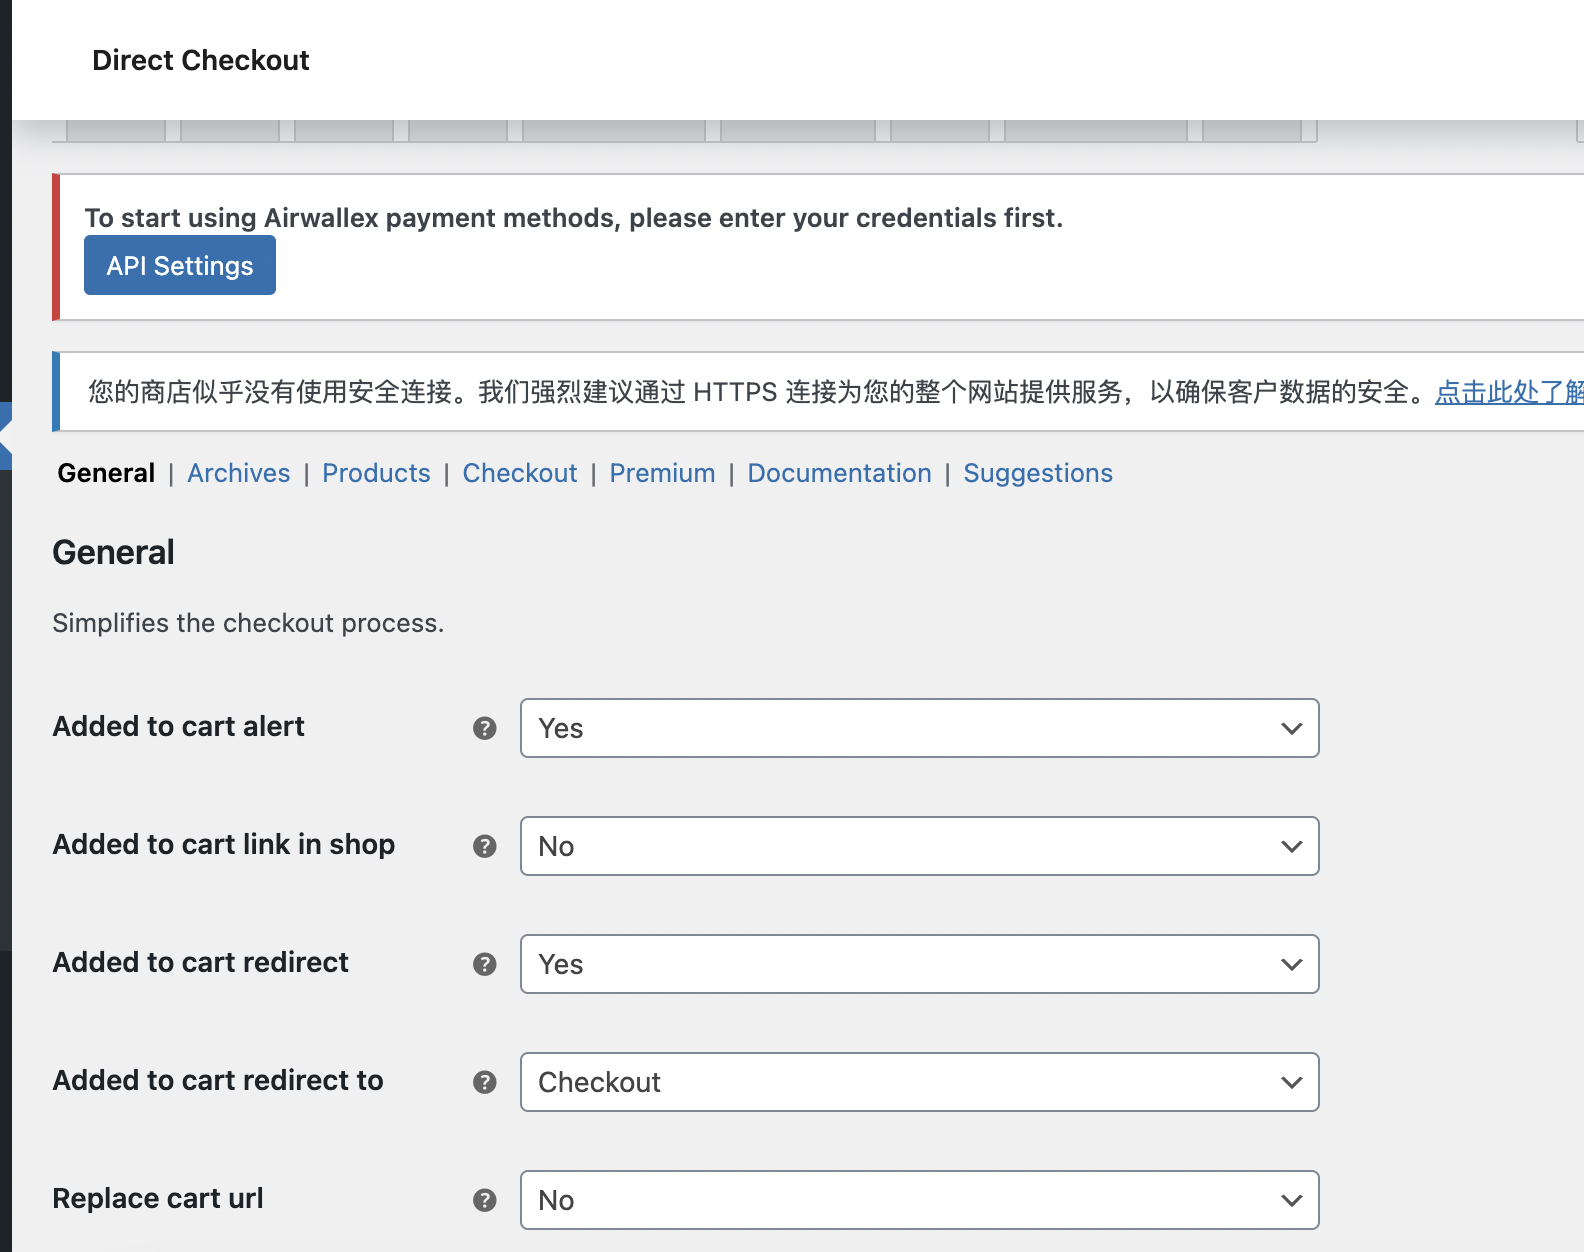 Direct Checkout
To start using Airwallex payment methods, please enter your credentials first.
API Settings
您的商店似乎没有使用安全连接。我们强烈建议通过 HTTPS 连接为您的整个网站提供服务，以确保客户数据的安全。点击此处了解
General | Archives | Products | Checkout | Premium | Documentation | Suggestions
General
Simplifies the checkout process.
Added to cart alert ? Yes
Added to cart link in shop ? No
Added to cart redirect ? Yes
Added to cart redirect to ? Checkout
Replace cart url ? No